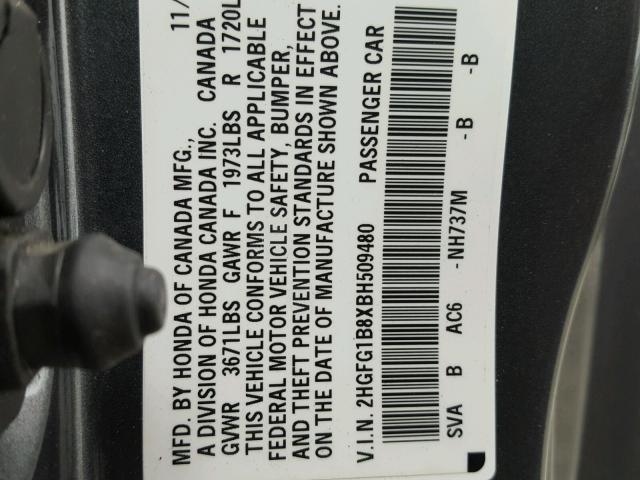 MFD. BY HONDA OF CANADA MFG., 11/
A DIVISION OF HONDA CANADA INC. CANADA
GVWR 3671LBS GAWR F 1973LBS R 1720L
THIS VEHICLE CONFORMS TO ALL APPLICABLE
FEDERAL MOTOR VEHICLE SAFETY, BUMPER,
AND THEFT PREVENTION STANDARDS IN EFFECT
ON THE DATE OF MANUFACTURE SHOWN ABOVE.
V.I.N. 2HGFG1B8XBH509480 PASSENGER CAR
SVA B AC6 -NH737M -B -B